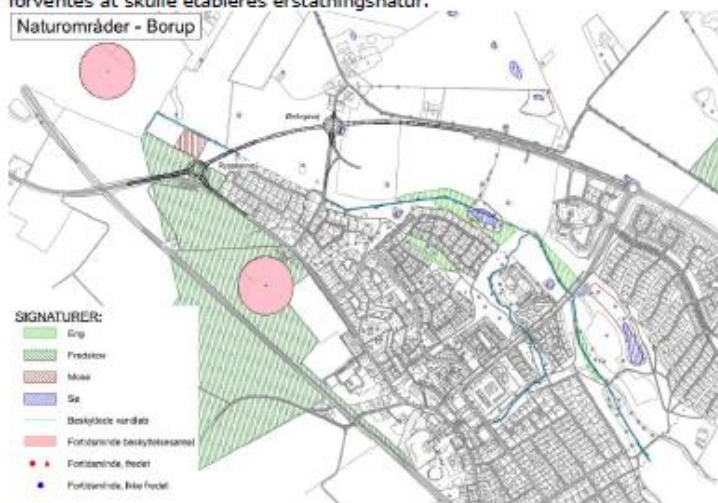 forventes at skulle etableres erstatningsnatur.
Naturområder - Borup
SIGNATURER:
Eng
Fredskov
Mose
Sø
Beskyttede vandløb
Fortidsminde beskyttelsesareal
Fortidsminde, fredet
Fortidsminde, ikke fredet